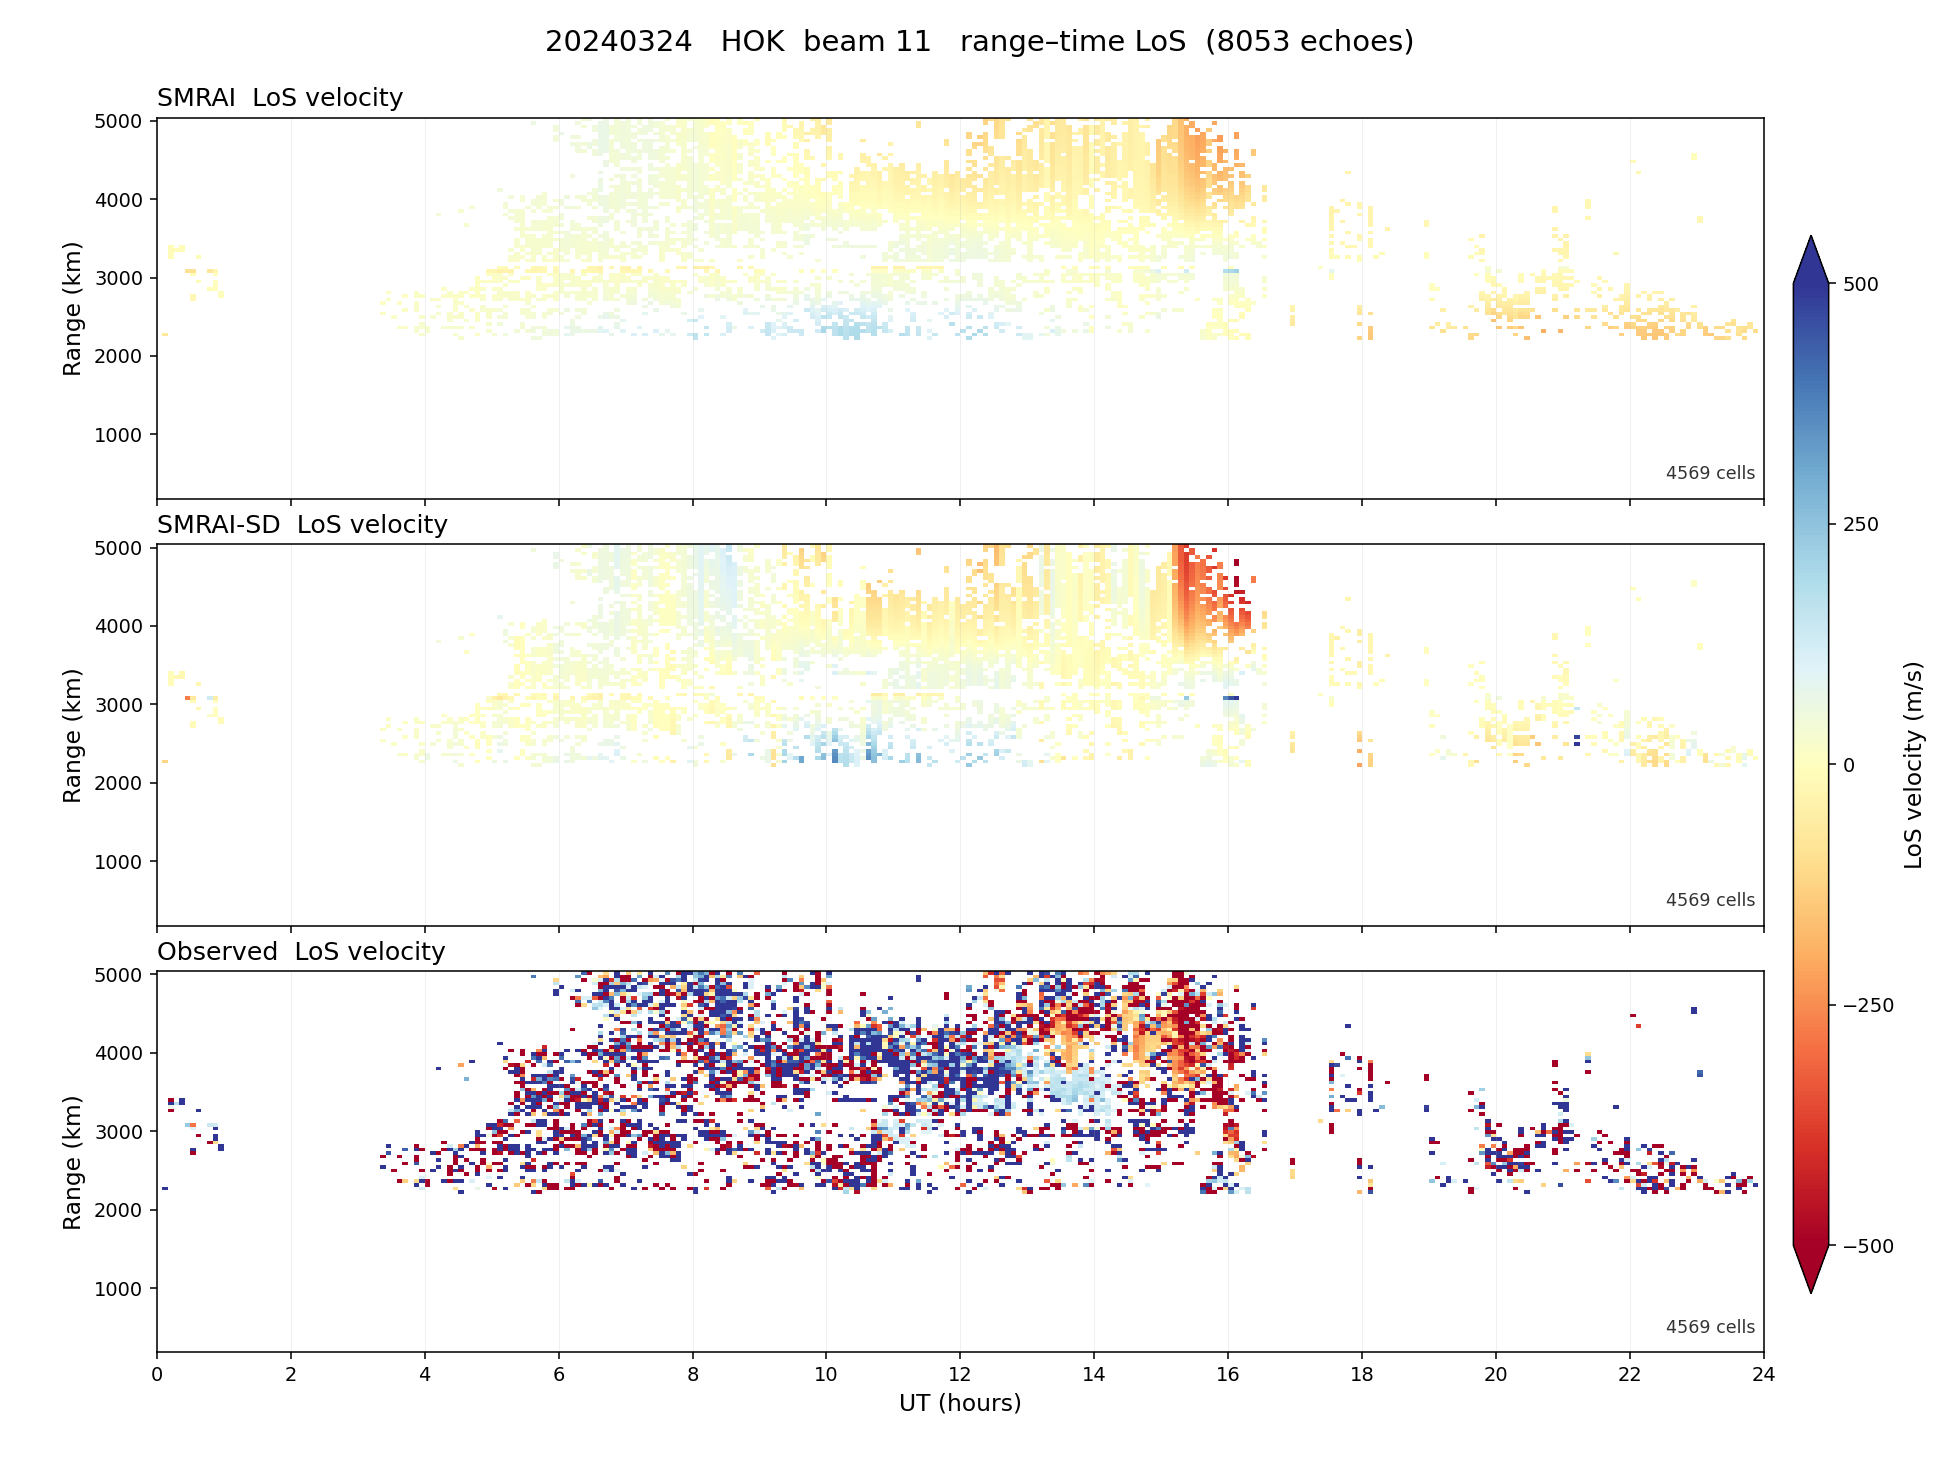 20240324   HOK  beam 11   range–time LoS  (8053 echoes)
SMRAI  LoS velocity
5000
4000
3000
2000
1000
Range (km)
4569 cells
SMRAI-SD  LoS velocity
5000
4000
3000
2000
1000
Range (km)
4569 cells
Observed  LoS velocity
5000
4000
3000
2000
1000
Range (km)
4569 cells
0 2 4 6 8 10 12 14 16 18 20 22 24
UT (hours)
500
250
0
−250
−500
LoS velocity (m/s)